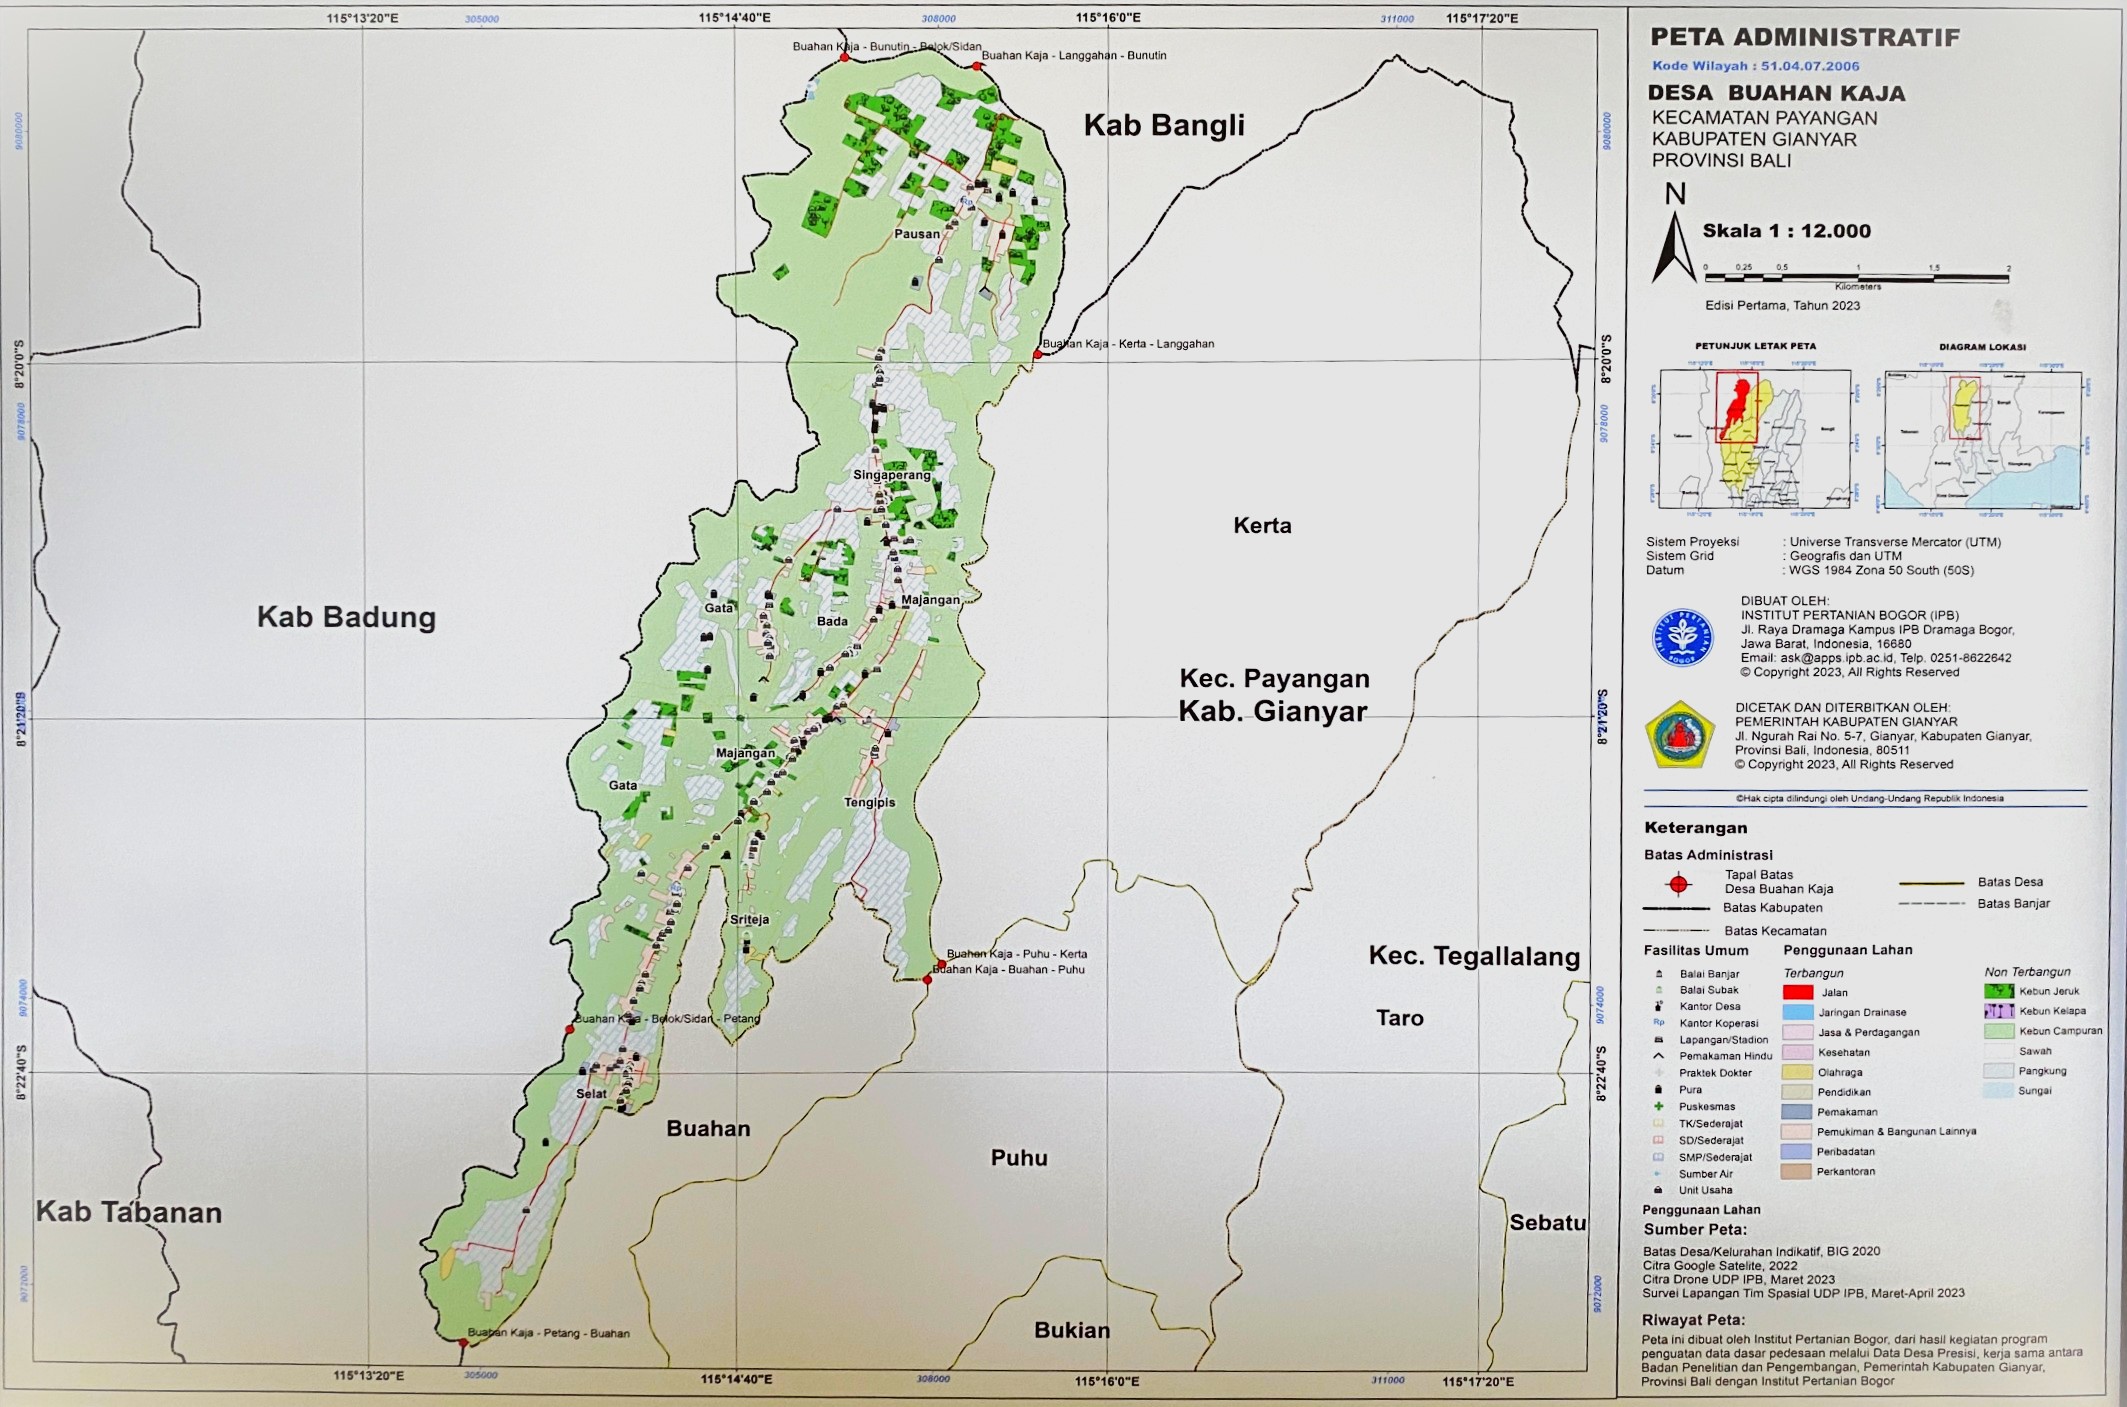 115°13'20"E
305000
115°14'40"E
308000
115°16'0"E
311000
115°17'20"E
Buahan Kaja - Bunutin - Belok/Sidan
Buahan Kaja - Langgahan - Bunutin
Kab Bangli
9080000
9080000
Rp
Pausan
Buahan Kaja - Kerta - Langgahan
8°20'0"S
8°20'0"S
9078000
9078000
Singaperang
Kerta
Kab Badung
Gata
Bada
Majangan
Kec. Payangan
Kab. Gianyar
8°21'20"S
8°21'20"S
Majangan
Gata
Tengipis
Rp
Sriteja
Buahan Kaja - Puhu - Kerta
Buahan Kaja - Buahan - Puhu
Kec. Tegallalang
9074000
9074000
Buahan Kaja - Belok/Sidan - Petang
Taro
8°22'40"S
8°22'40"S
Selat
Buahan
Puhu
Kab Tabanan
Sebatu
9072000
9072000
Buahan Kaja - Petang - Buahan
Bukian
115°13'20"E
305000
115°14'40"E
308000
115°16'0"E
311000
115°17'20"E
PETA ADMINISTRATIF
Kode Wilayah : 51.04.07.2006
DESA BUAHAN KAJA
KECAMATAN PAYANGAN
KABUPATEN GIANYAR
PROVINSI BALI
N
Skala 1 : 12.000
0 0,25 0,5 1 1,5 2
Kilometers
Edisi Pertama, Tahun 2023
PETUNJUK LETAK PETA
DIAGRAM LOKASI
Sistem Proyeksi : Universe Transverse Mercator (UTM)
Sistem Grid : Geografis dan UTM
Datum : WGS 1984 Zona 50 South (50S)
INSTITUT PERTANIAN
BOGOR
DIBUAT OLEH:
INSTITUT PERTANIAN BOGOR (IPB)
Jl. Raya Dramaga Kampus IPB Dramaga Bogor,
Jawa Barat, Indonesia, 16680
Email: ask@apps.ipb.ac.id, Telp. 0251-8622642
© Copyright 2023, All Rights Reserved
DICETAK DAN DITERBITKAN OLEH:
PEMERINTAH KABUPATEN GIANYAR
Jl. Ngurah Rai No. 5-7, Gianyar, Kabupaten Gianyar,
Provinsi Bali, Indonesia, 80511
© Copyright 2023, All Rights Reserved
©Hak cipta dilindungi oleh Undang-Undang Republik Indonesia
Keterangan
Batas Administrasi
Tapal Batas
Desa Buahan Kaja
Batas Kabupaten
Batas Kecamatan
Batas Desa
Batas Banjar
Fasilitas Umum
Balai Banjar
Balai Subak
Kantor Desa
Rp Kantor Koperasi
Lapangan/Stadion
Pemakaman Hindu
Praktek Dokter
Pura
Puskesmas
TK/Sederajat
SD/Sederajat
SMP/Sederajat
Sumber Air
Unit Usaha
Penggunaan Lahan
Terbangun
Jalan
Jaringan Drainase
Jasa & Perdagangan
Kesehatan
Olahraga
Pendidikan
Pemakaman
Pemukiman & Bangunan Lainnya
Peribadatan
Perkantoran
Non Terbangun
Kebun Jeruk
Kebun Kelapa
Kebun Campuran
Sawah
Pangkung
Sungai
Penggunaan Lahan
Sumber Peta:
Batas Desa/Kelurahan Indikatif, BIG 2020
Citra Google Satelite, 2022
Citra Drone UDP IPB, Maret 2023
Survei Lapangan Tim Spasial UDP IPB, Maret-April 2023
Riwayat Peta:
Peta ini dibuat oleh Institut Pertanian Bogor, dari hasil kegiatan program
penguatan data dasar pedesaan melalui Data Desa Presisi, kerja sama antara
Badan Penelitian dan Pengembangan, Pemerintah Kabupaten Gianyar,
Provinsi Bali dengan Institut Pertanian Bogor